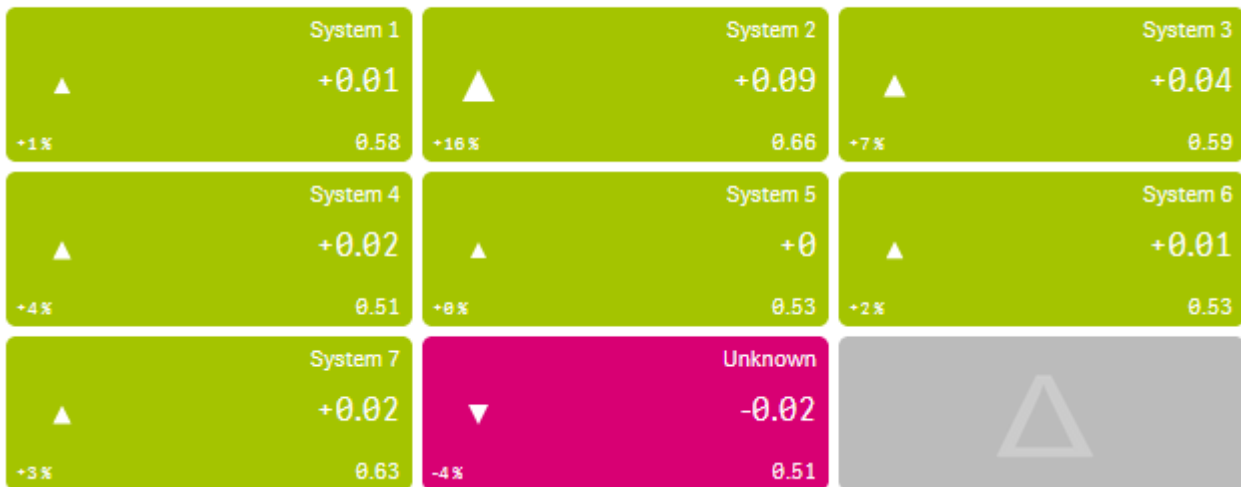 System 1
+0.01
+1% 0.58
System 2
+0.09
+16% 0.66
System 3
+0.04
+7% 0.59
System 4
+0.02
+4% 0.51
System 5
+0
+0% 0.53
System 6
+0.01
+2% 0.53
System 7
+0.02
+3% 0.63
Unknown
-0.02
-4% 0.51